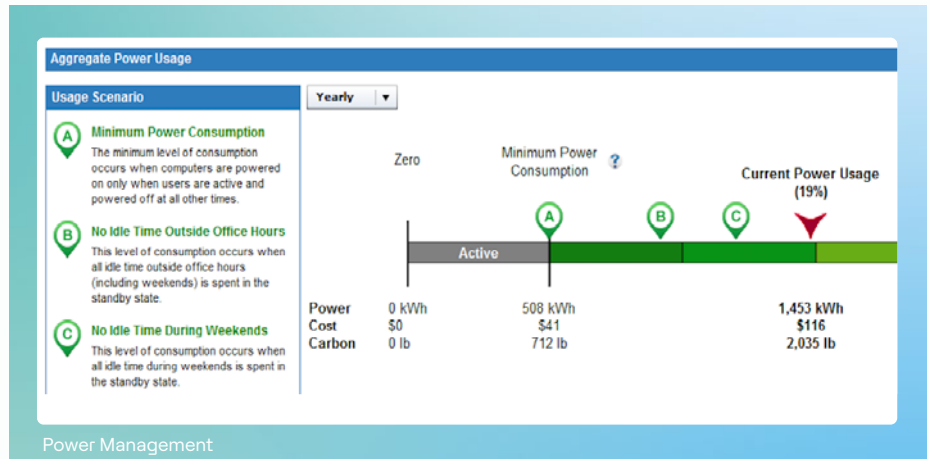 Aggregate Power Usage
Usage Scenario
A
Minimum Power Consumption
The minimum level of consumption
occurs when computers are powered
on only when users are active and
powered off at all other times.
B
No Idle Time Outside Office Hours
This level of consumption occurs when
all idle time outside office hours
(including weekends) is spent in the
standby state.
C
No Idle Time During Weekends
This level of consumption occurs when
all idle time during weekends is spent in
the standby state.
Yearly
Zero
Minimum Power
Consumption
?
Current Power Usage
(19%)
A B C
Active
Power 0 kWh 508 kWh 1,453 kWh
Cost $0 $41 $116
Carbon 0 lb 712 lb 2,035 lb
Power Management